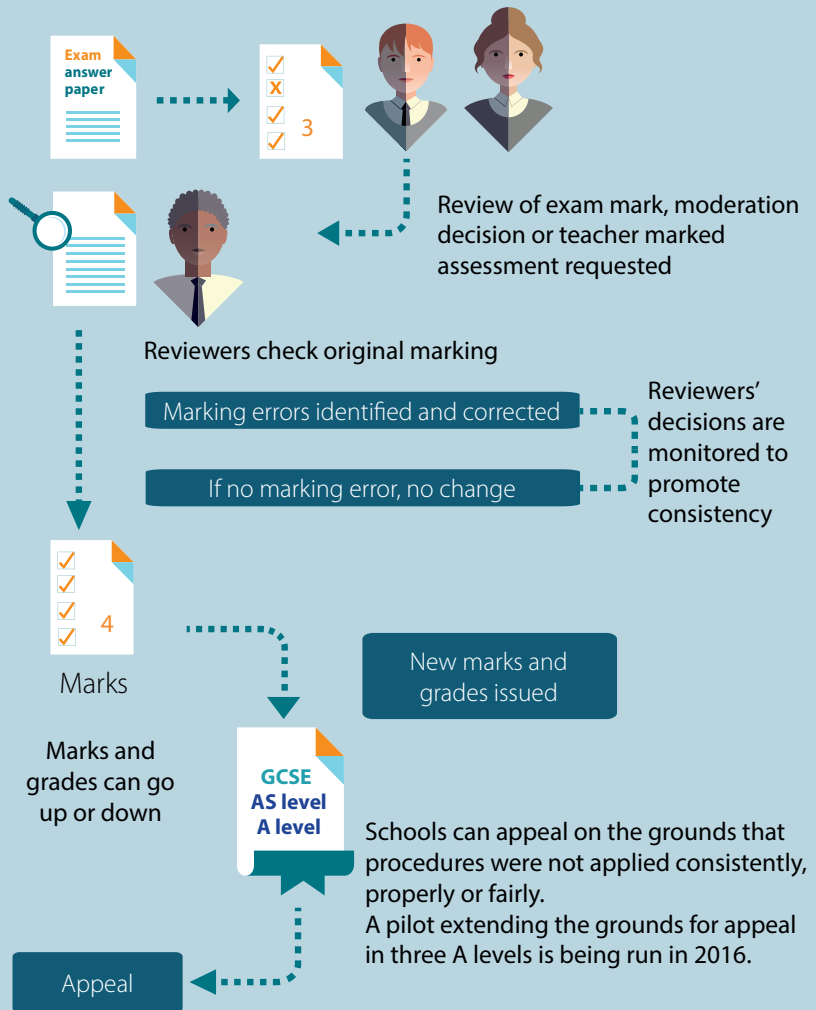 Exam
answer
paper
X
3
Review of exam mark, moderation
decision or teacher marked
assessment requested
Reviewers check original marking
Marking errors identified and corrected
If no marking error, no change
Reviewers’
decisions are
monitored to
promote
consistency
4
Marks
Marks and
grades can go
up or down
New marks and
grades issued
GCSE
AS level
A level
Schools can appeal on the grounds that
procedures were not applied consistently,
properly or fairly.
A pilot extending the grounds for appeal
in three A levels is being run in 2016.
Appeal